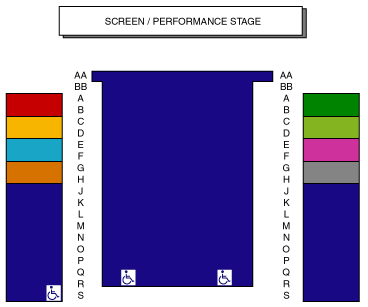 SCREEN / PERFORMANCE STAGE
AA AA
BB BB
A A
B B
C C
D D
E E
F F
G G
H H
J J
K K
L L
M M
N N
O O
P P
Q Q
R R
S S